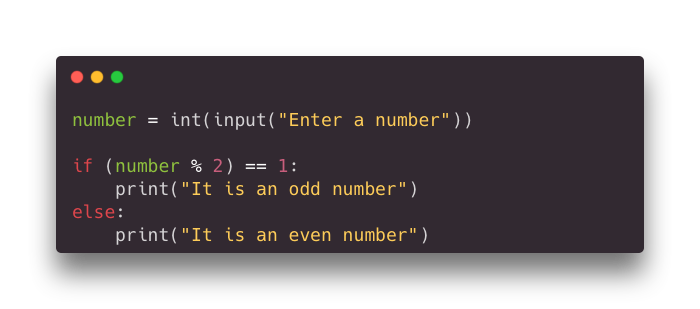 number = int(input("Enter a number"))
if (number % 2) == 1:
    print("It is an odd number")
else:
    print("It is an even number")